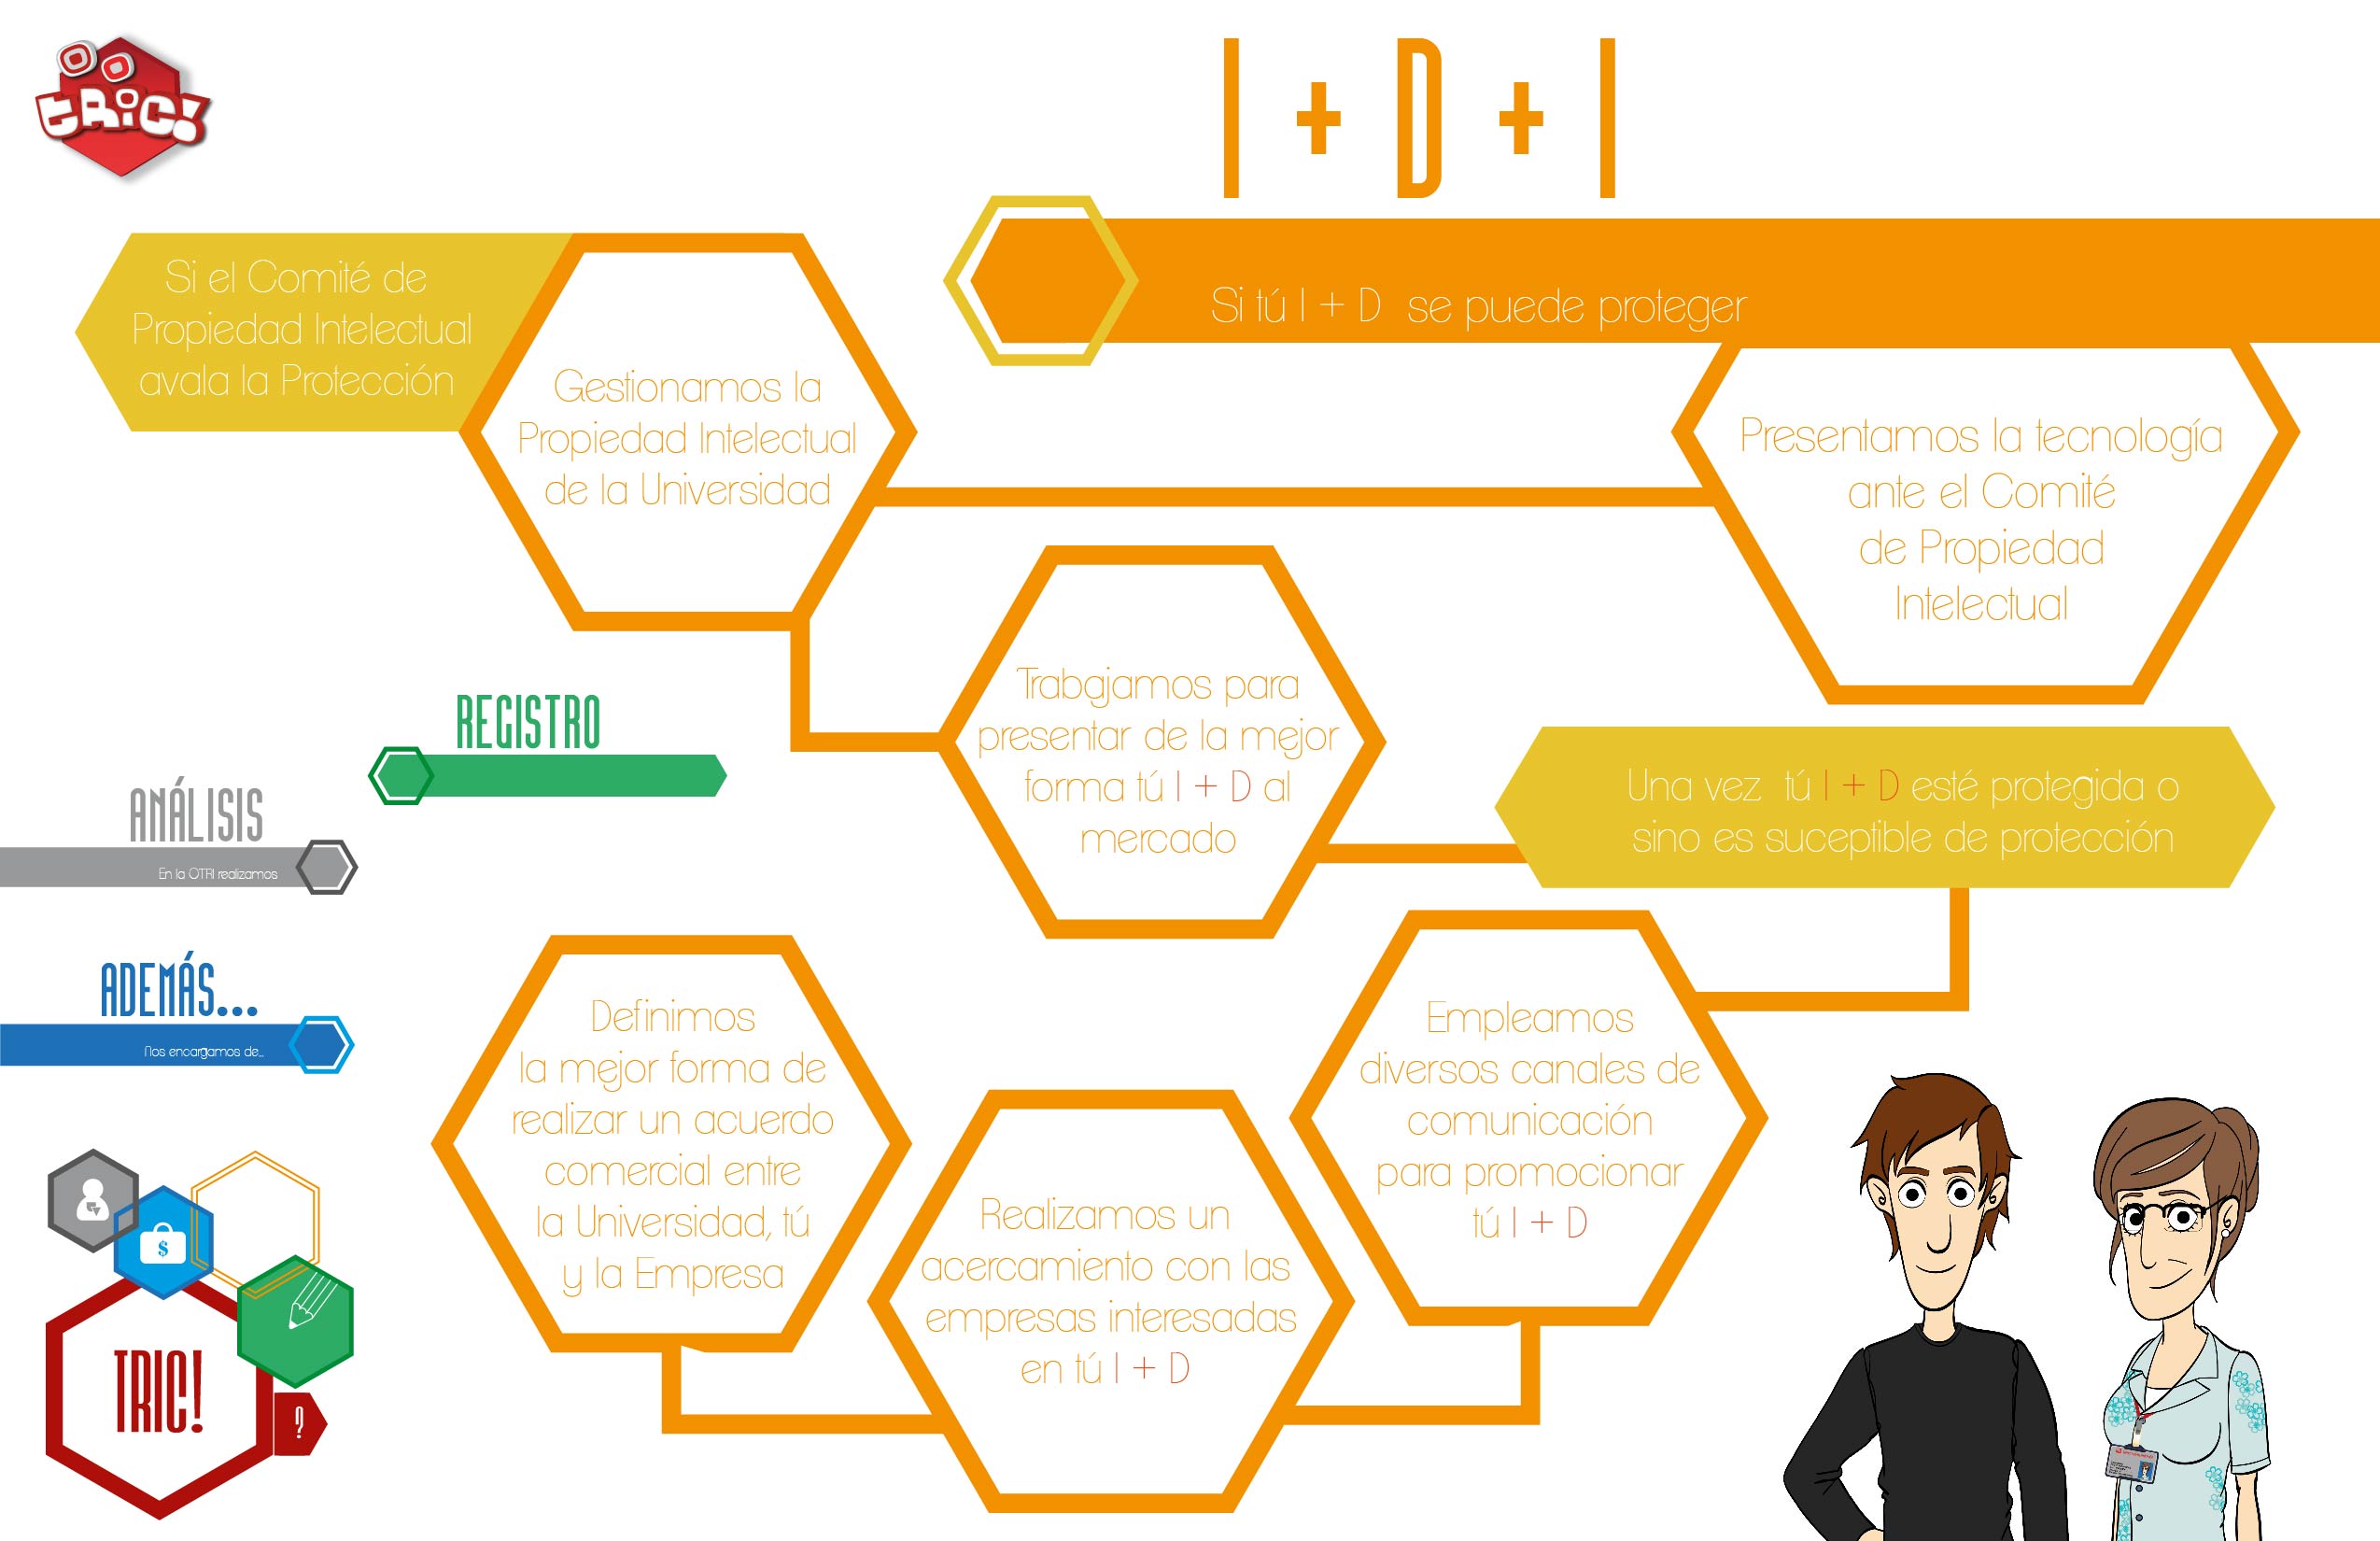 tRiC!
I + D + I
Si tú I + D se puede proteger
Presentamos la tecnología
ante el Comité
de Propiedad
Intelectual
Si el Comité de
Propiedad Intelectual
avala la Protección
Gestionamos la
Propiedad Intelectual
de la Universidad
Trabajamos para
presentar de la mejor
forma tú I + D al
mercado
Una vez tú I + D esté protegida o
sino es suceptible de protección
Empleamos
diversos canales de
comunicación
para promocionar
tú I + D
Realizamos un
acercamiento con las
empresas interesadas
en tú I + D
Definimos
la mejor forma de
realizar un acuerdo
comercial entre
la Universidad, tú
y la Empresa
REGISTRO
ANÁLISIS
En la OTRI realizamos
ADEMÁS...
Nos encargamos de...
$
TRIC!
?